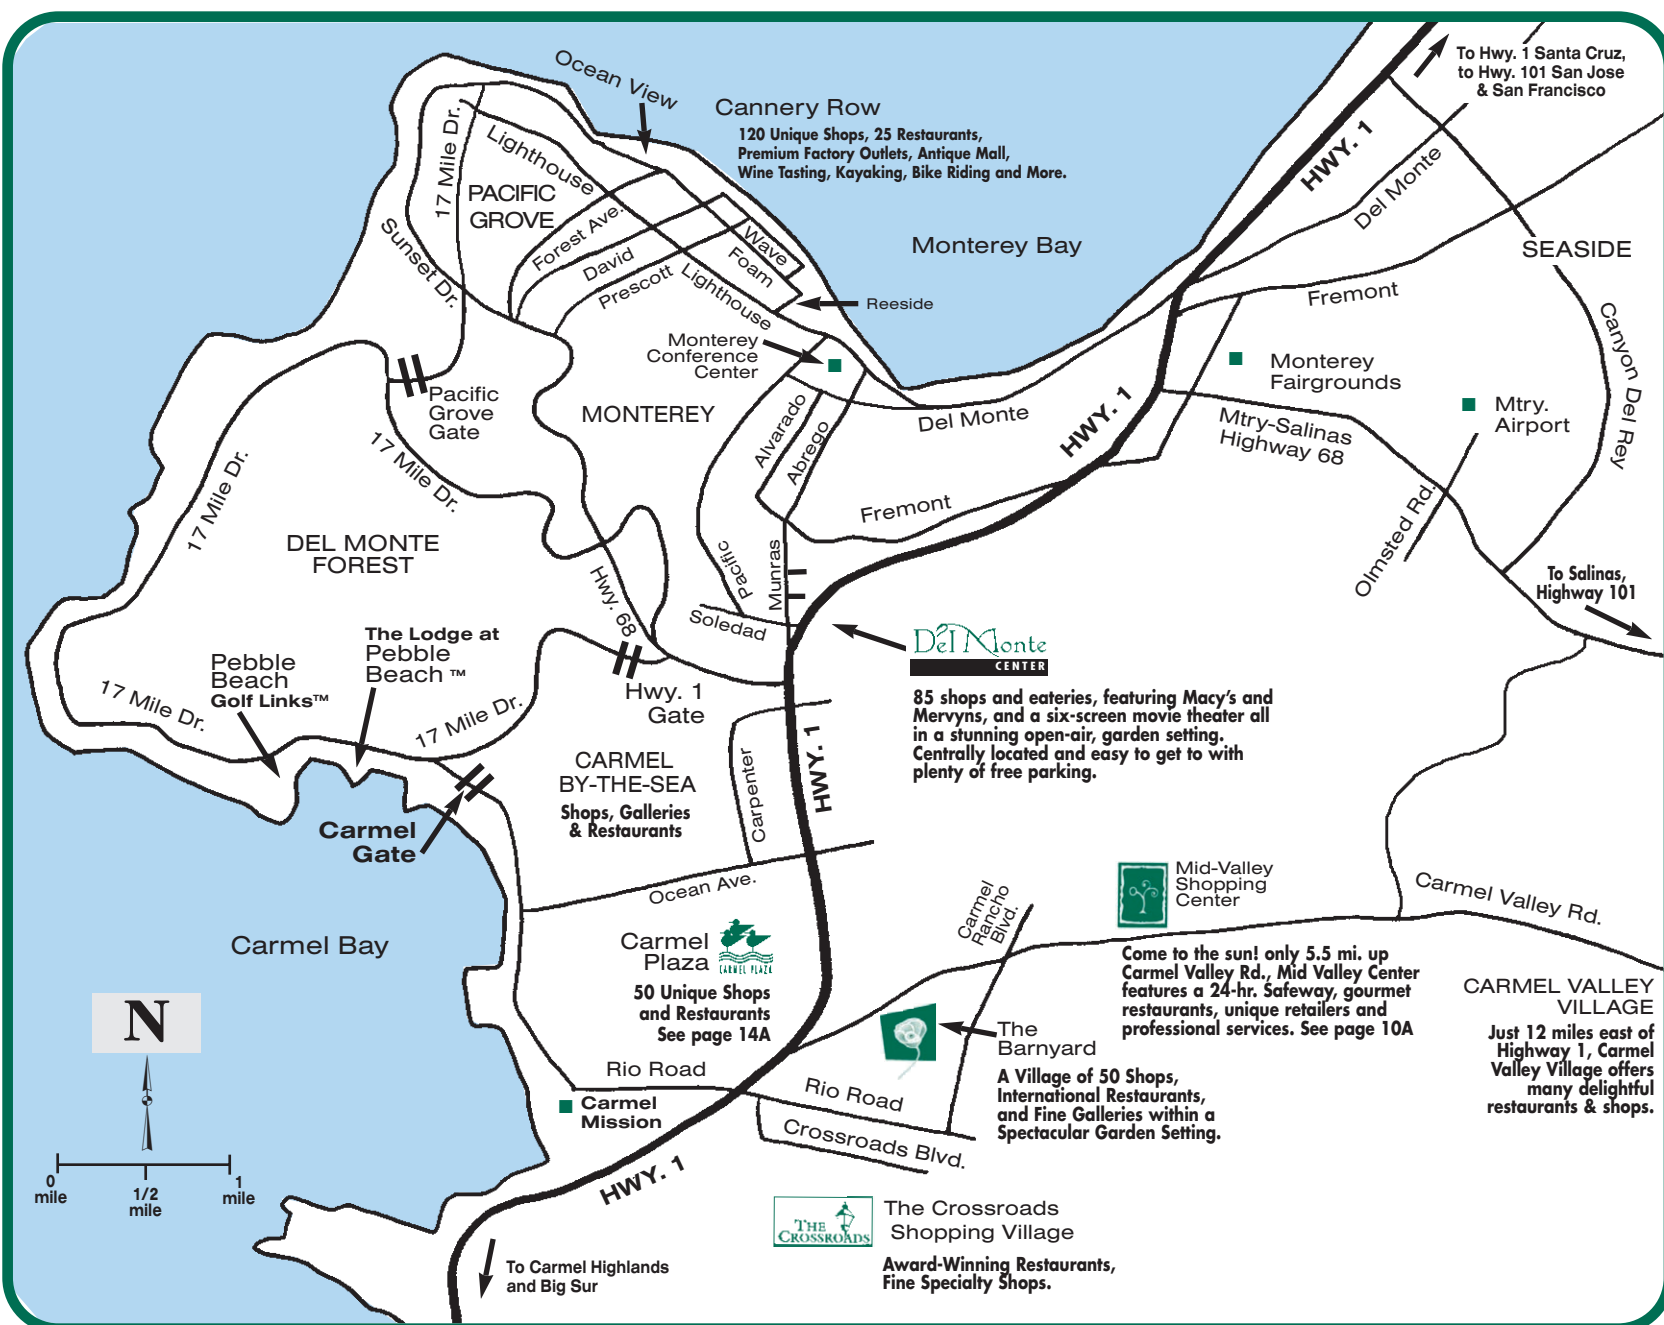 Ocean View
Cannery Row
120 Unique Shops, 25 Restaurants,
Premium Factory Outlets, Antique Mall,
Wine Tasting, Kayaking, Bike Riding and More.
To Hwy. 1 Santa Cruz,
to Hwy. 101 San Jose
& San Francisco
HWY. 1
Del Monte
17 Mile Dr.
Lighthouse
PACIFIC
GROVE
Sunset Dr.
Forest Ave.
David
Prescott
Lighthouse
Wave
Foam
Reeside
Monterey Bay
SEASIDE
Fremont
Canyon Del Rey
Monterey
Conference
Center
Monterey
Fairgrounds
Mtry.
Airport
Pacific
Grove
Gate
MONTEREY
Alvarado
Abrego
Del Monte
HWY. 1
Mtry-Salinas
Highway 68
17 Mile Dr.
17 Mile Dr.
Fremont
Olmsted Rd.
DEL MONTE
FOREST
Hwy. 68
Pacific
Munras
Soledad
To Salinas,
Highway 101
Del Monte
CENTER
85 shops and eateries, featuring Macy's and
Mervyns, and a six-screen movie theater all
in a stunning open-air, garden setting.
Centrally located and easy to get to with
plenty of free parking.
The Lodge at
Pebble
Beach ™
Pebble
Beach
Golf Links™
17 Mile Dr.
17 Mile Dr.
Hwy. 1
Gate
CARMEL
BY-THE-SEA
Shops, Galleries
& Restaurants
Carpenter
HWY. 1
Carmel
Gate
Ocean Ave.
Carmel
Plaza
CARMEL PLAZA
50 Unique Shops
and Restaurants
See page 14A
Carmel
Rancho
Blvd.
Mid-Valley
Shopping
Center
Carmel Valley Rd.
Come to the sun! only 5.5 mi. up
Carmel Valley Rd., Mid Valley Center
features a 24-hr. Safeway, gourmet
restaurants, unique retailers and
professional services. See page 10A
CARMEL VALLEY
VILLAGE
Just 12 miles east of
Highway 1, Carmel
Valley Village offers
many delightful
restaurants & shops.
Carmel Bay
N
The
Barnyard
A Village of 50 Shops,
International Restaurants,
and Fine Galleries within a
Spectacular Garden Setting.
Rio Road
Rio Road
Carmel
Mission
Crossroads Blvd.
HWY. 1
0
mile
1/2
mile
1
mile
THE
CROSSROADS
The Crossroads
Shopping Village
Award-Winning Restaurants,
Fine Specialty Shops.
To Carmel Highlands
and Big Sur